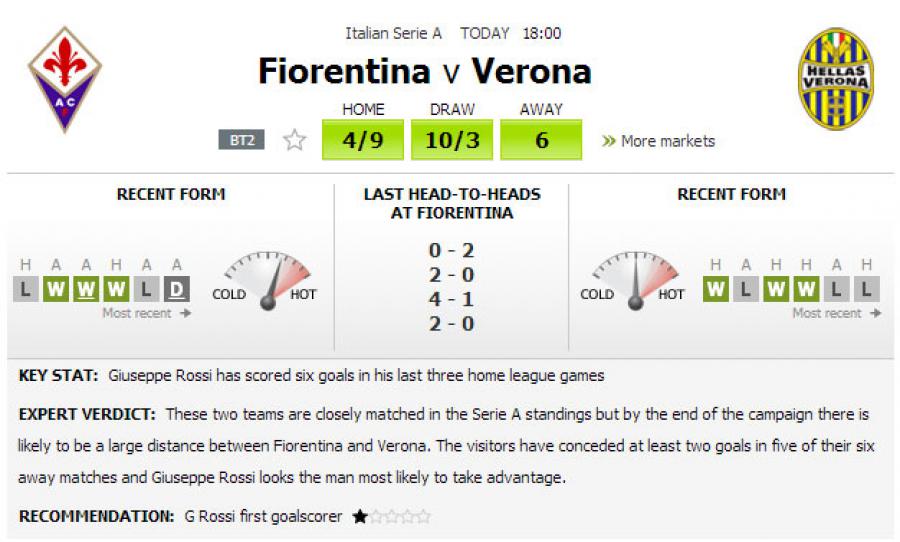 Italian Serie A TODAY 18:00
Fiorentina v Verona
AC
F
HELLAS
VERONA
HOME DRAW AWAY
BT2 4/9 10/3 6 » More markets
RECENT FORM
H A A H A A
L W W W L D
COLD HOT
Most recent →
LAST HEAD-TO-HEADS
AT FIORENTINA
0 - 2
2 - 0
4 - 1
2 - 0
RECENT FORM
COLD HOT
H A H H A H
W L W W L L
Most recent →
KEY STAT: Giuseppe Rossi has scored six goals in his last three home league games
EXPERT VERDICT: These two teams are closely matched in the Serie A standings but by the end of the campaign there is
likely to be a large distance between Fiorentina and Verona. The visitors have conceded at least two goals in five of their six
away matches and Giuseppe Rossi looks the man most likely to take advantage.
RECOMMENDATION: G Rossi first goalscorer ★☆☆☆☆